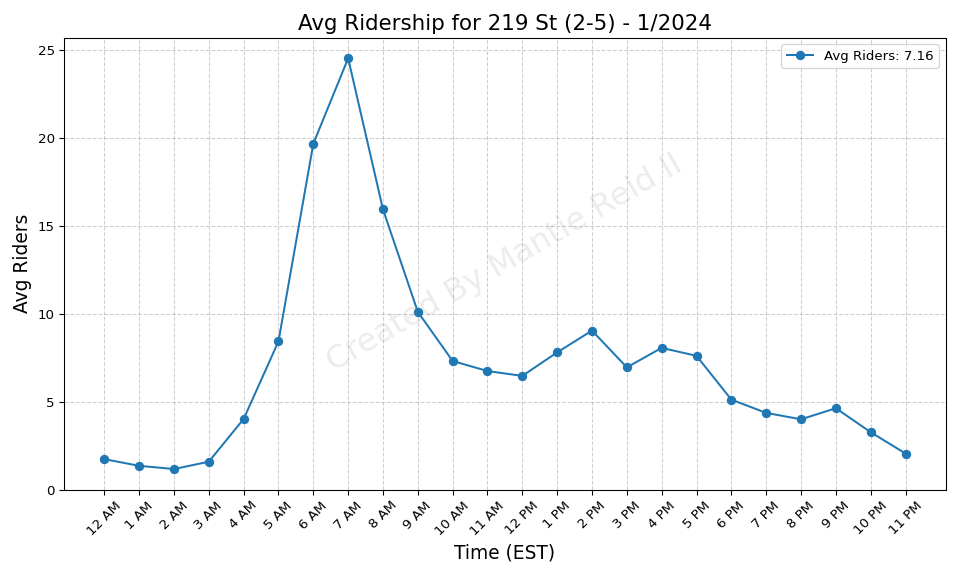 Avg Ridership for 219 St (2-5) - 1/2024
Avg Riders: 7.16
25
20
15
10
5
0
Avg Riders
Created By Mantle Reid II
12 AM
1 AM
2 AM
3 AM
4 AM
5 AM
6 AM
7 AM
8 AM
9 AM
10 AM
11 AM
12 PM
1 PM
2 PM
3 PM
4 PM
5 PM
6 PM
7 PM
8 PM
9 PM
10 PM
11 PM
Time (EST)